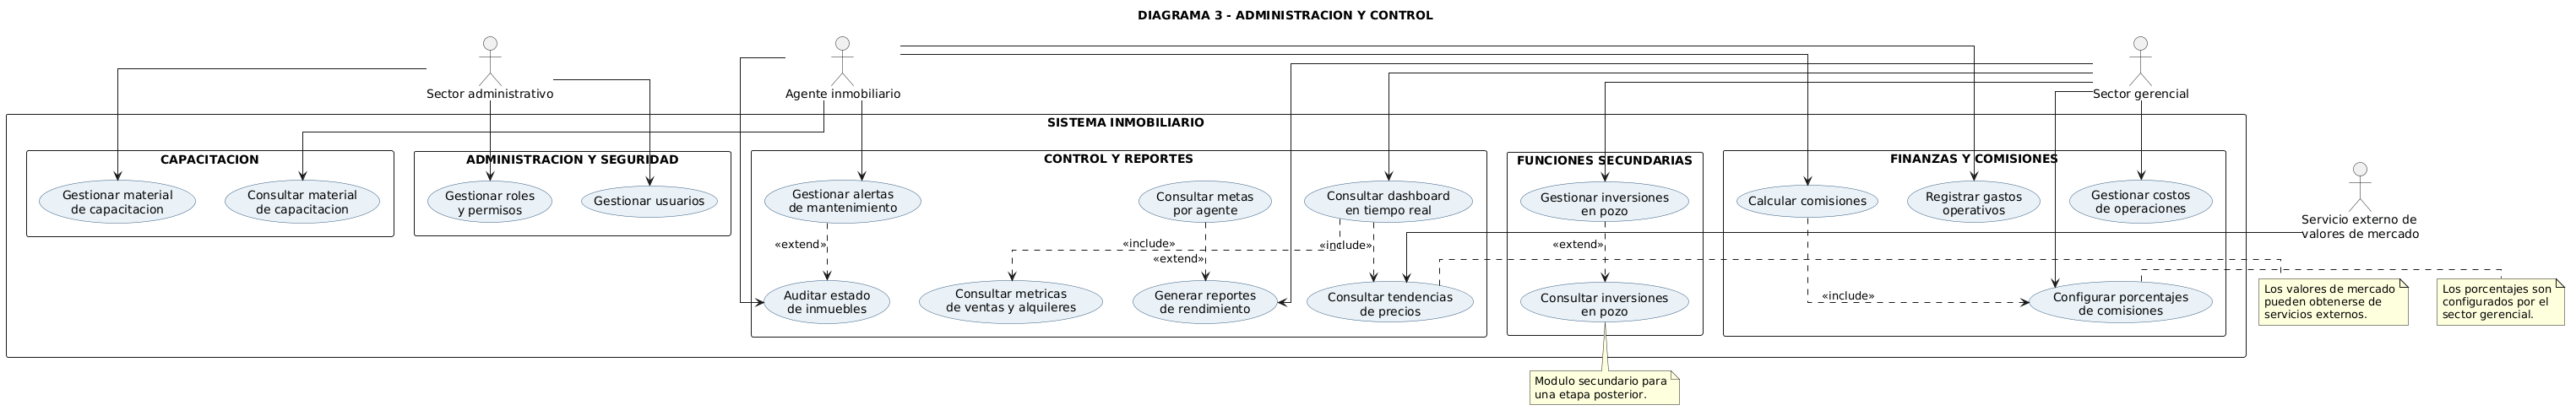 DIAGRAMA 3 - ADMINISTRACION Y CONTROL
Sector administrativo
Agente inmobiliario
Sector gerencial
SISTEMA INMOBILIARIO
CAPACITACION
Gestionar material
de capacitacion
Consultar material
de capacitacion
ADMINISTRACION Y SEGURIDAD
Gestionar roles
y permisos
Gestionar usuarios
CONTROL Y REPORTES
Gestionar alertas
de mantenimiento
Consultar metas
por agente
Consultar dashboard
en tiempo real
«extend»
«include»
«include»
«extend»
Auditar estado
de inmuebles
Consultar metricas
de ventas y alquileres
Generar reportes
de rendimiento
Consultar tendencias
de precios
FUNCIONES SECUNDARIAS
Gestionar inversiones
en pozo
«extend»
Consultar inversiones
en pozo
FINANZAS Y COMISIONES
Calcular comisiones
Registrar gastos
operativos
Gestionar costos
de operaciones
«include»
Configurar porcentajes
de comisiones
Servicio externo de
valores de mercado
Los valores de mercado
pueden obtenerse de
servicios externos.
Los porcentajes son
configurados por el
sector gerencial.
Modulo secundario para
una etapa posterior.